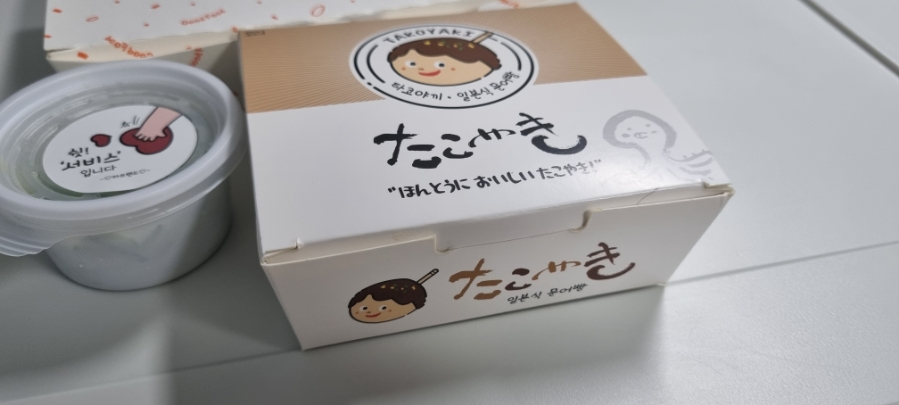 TAKOYAKI
타코야끼 · 일본식 문어빵
たこやき
"ほんとうに おいしい たこやき!"
たこやき
일본식 문어빵
쉿!
'서비스'
입니다